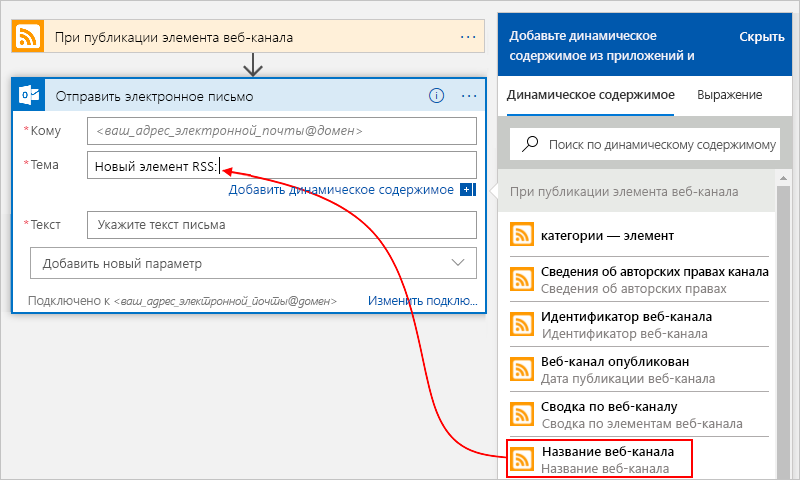 При публикации элемента веб-канала
Отправить электронное письмо
*Кому
<ваш_адрес_электронной_почты@домен>
*Тема
Новый элемент RSS:
Добавить динамическое содержимое
*Текст
Укажите текст письма
Добавить новый параметр
Подключено к <ваш_адрес_электронной_почты@домен>
Изменить подклю...
Добавьте динамическое
содержимое из приложений и
Скрыть
Динамическое содержимое
Выражение
Поиск по динамическому содержимому
При публикации элемента веб-канала
категории — элемент
Сведения об авторских правах канала
Сведения об авторских правах
Идентификатор веб-канала
Идентификатор веб-канала
Веб-канал опубликован
Дата публикации веб-канала
Сводка по веб-каналу
Сводка по элементам веб-канала
Название веб-канала
Название веб-канала